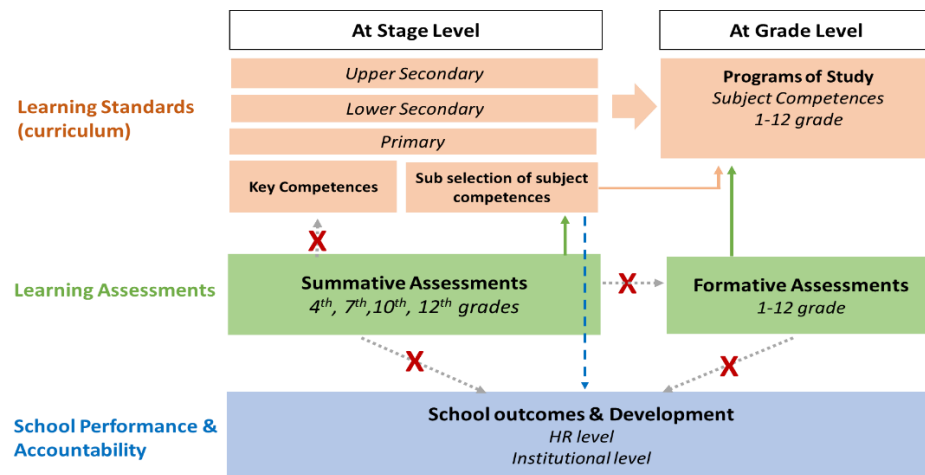 At Stage Level
At Grade Level
Learning Standards
(curriculum)
Upper Secondary
Lower Secondary
Primary
Key Competences
Sub selection of subject
competences
Programs of Study
Subject Competences
1-12 grade
X
Learning Assessments
Summative Assessments
4th, 7th,10th, 12th grades
X
Formative Assessments
1-12 grade
X
X
School Performance &
Accountability
School outcomes & Development
HR level
Institutional level